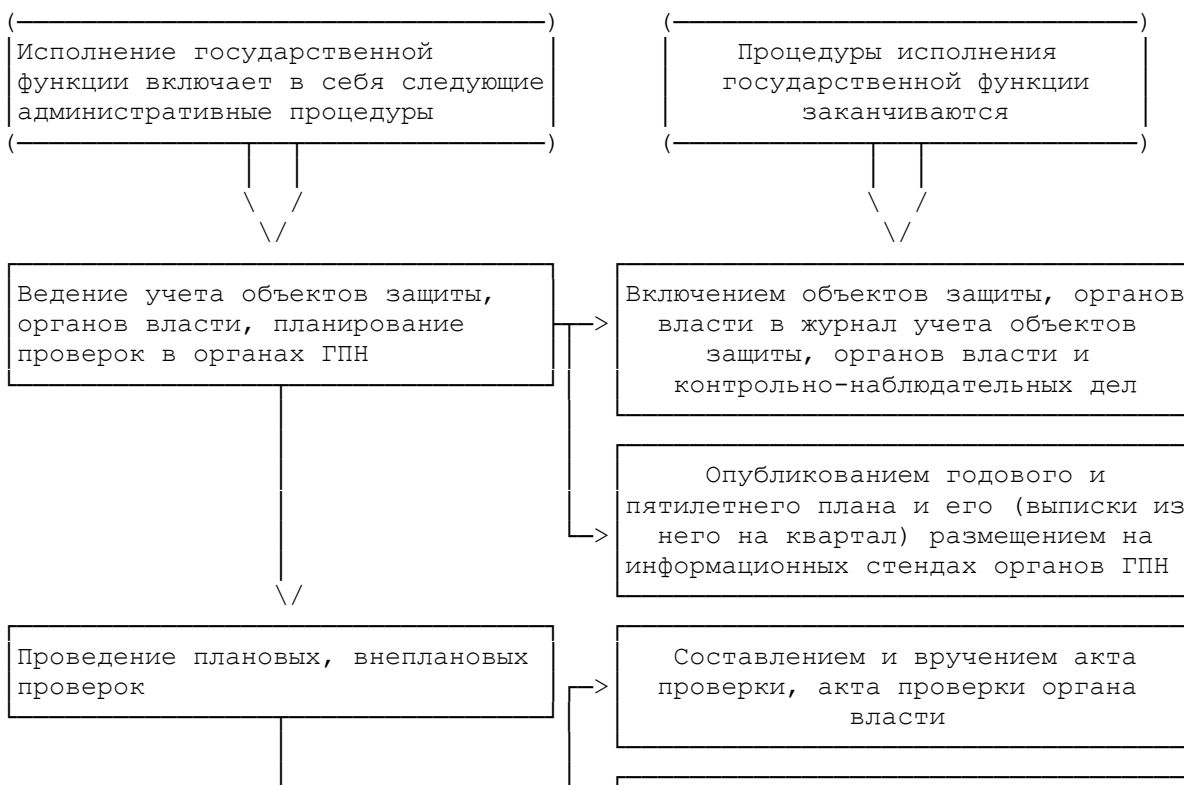 Исполнение государственной
функции включает в себя следующие
административные процедуры
Процедуры исполнения
государственной функции
заканчиваются
Ведение учета объектов защиты,
органов власти, планирование
проверок в органах ГПН
Включением объектов защиты, органов
власти в журнал учета объектов
защиты, органов власти и
контрольно-наблюдательных дел
Опубликованием годового и
пятилетнего плана и его (выписки из
него на квартал) размещением на
информационных стендах органов ГПН
Проведение плановых, внеплановых
проверок
Составлением и вручением акта
проверки, акта проверки органа
власти